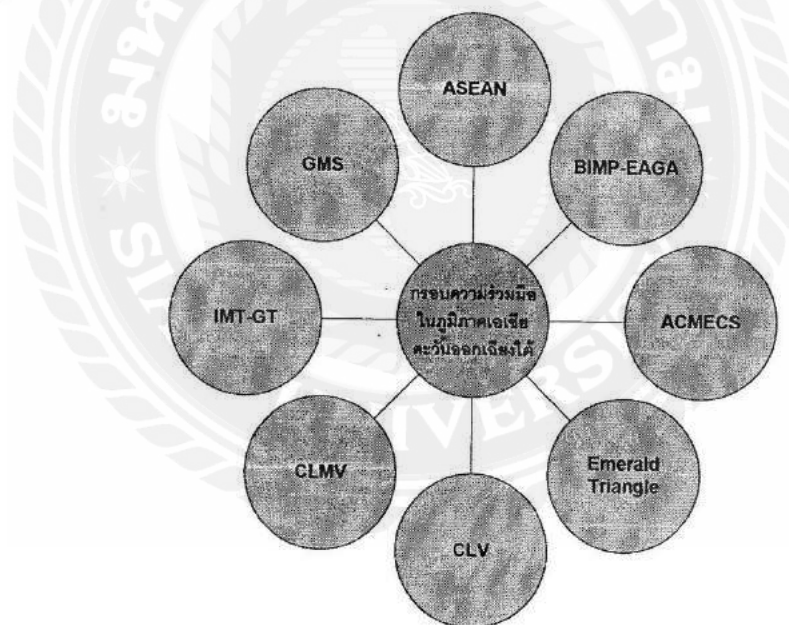 ASEAN
BIMP-EAGA
GMS
กรอบความร่วมมือ
ในภูมิภาคเอเชีย
ตะวันออกเฉียงใต้
IMT-GT
ACMECS
Emerald
Triangle
CLMV
CLV